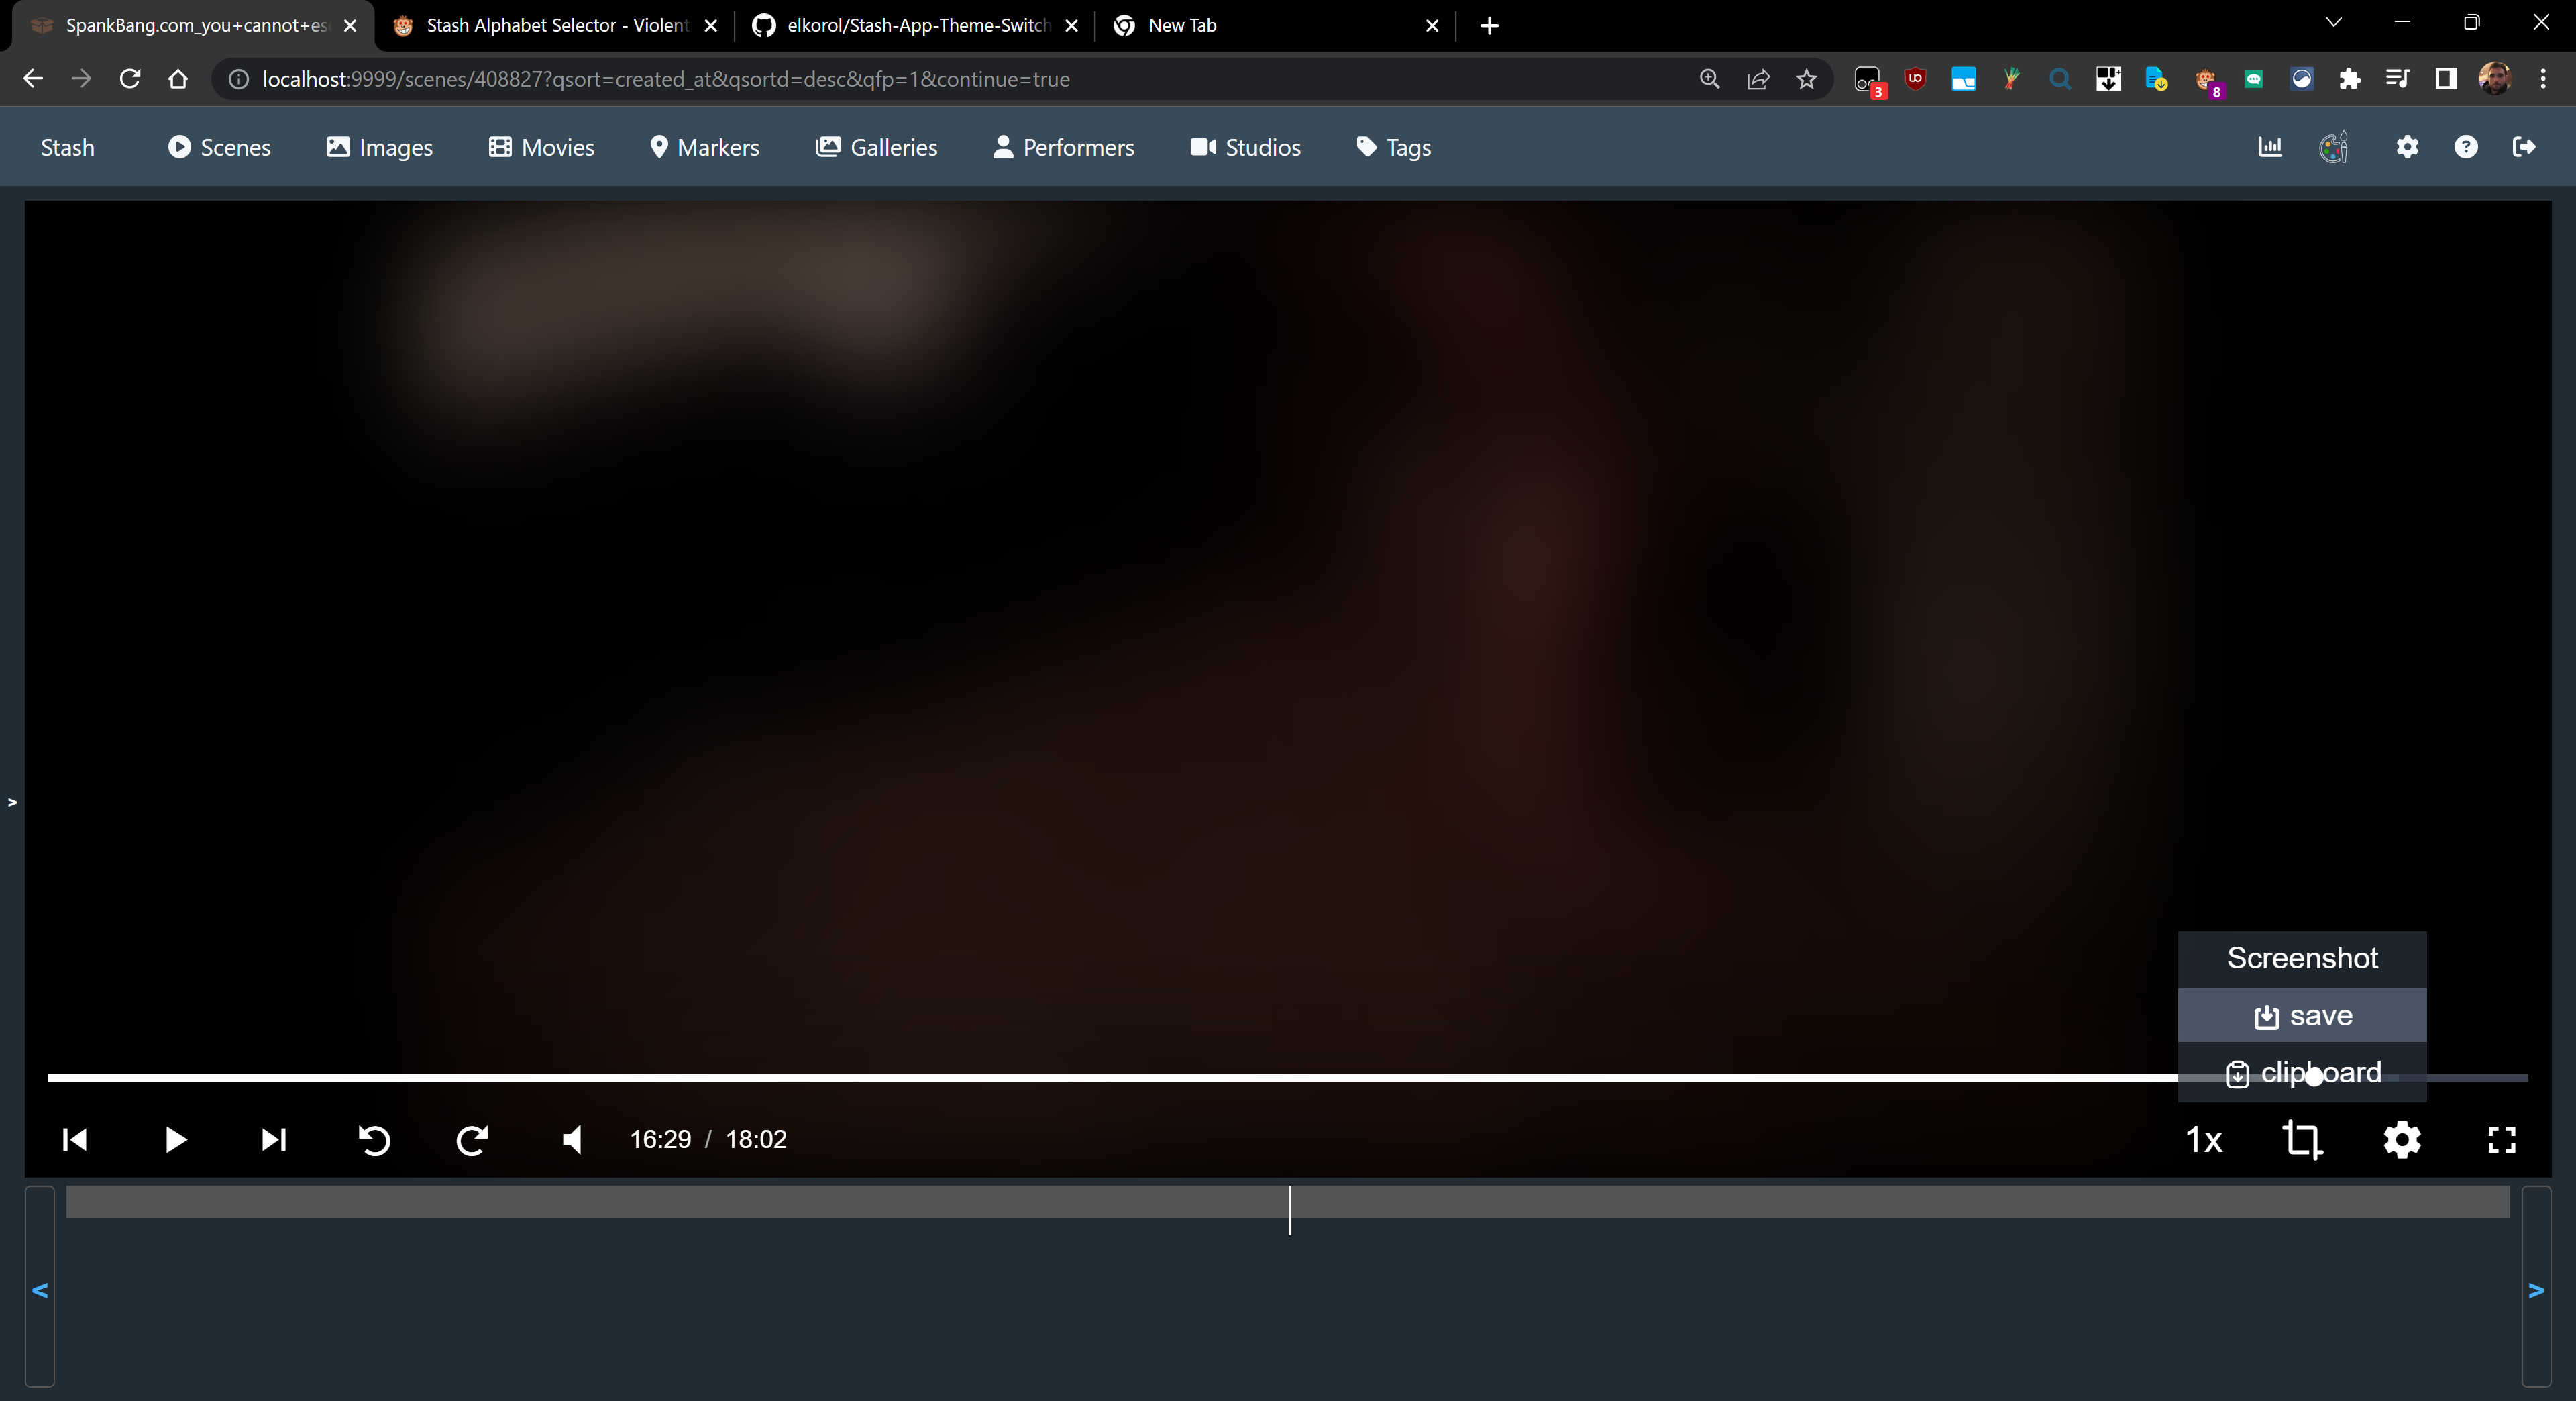 SpankBang.com_you+cannot+es
Stash Alphabet Selector - Violent
elkorol/Stash-App-Theme-Switch
New Tab
localhost:9999/scenes/408827?qsort=created_at&qsortd=desc&qfp=1&continue=true
3
8
Stash
Scenes
Images
Movies
Markers
Galleries
Performers
Studios
Tags
>
Screenshot
save
clipboard
16:29 / 18:02
1x
<
>